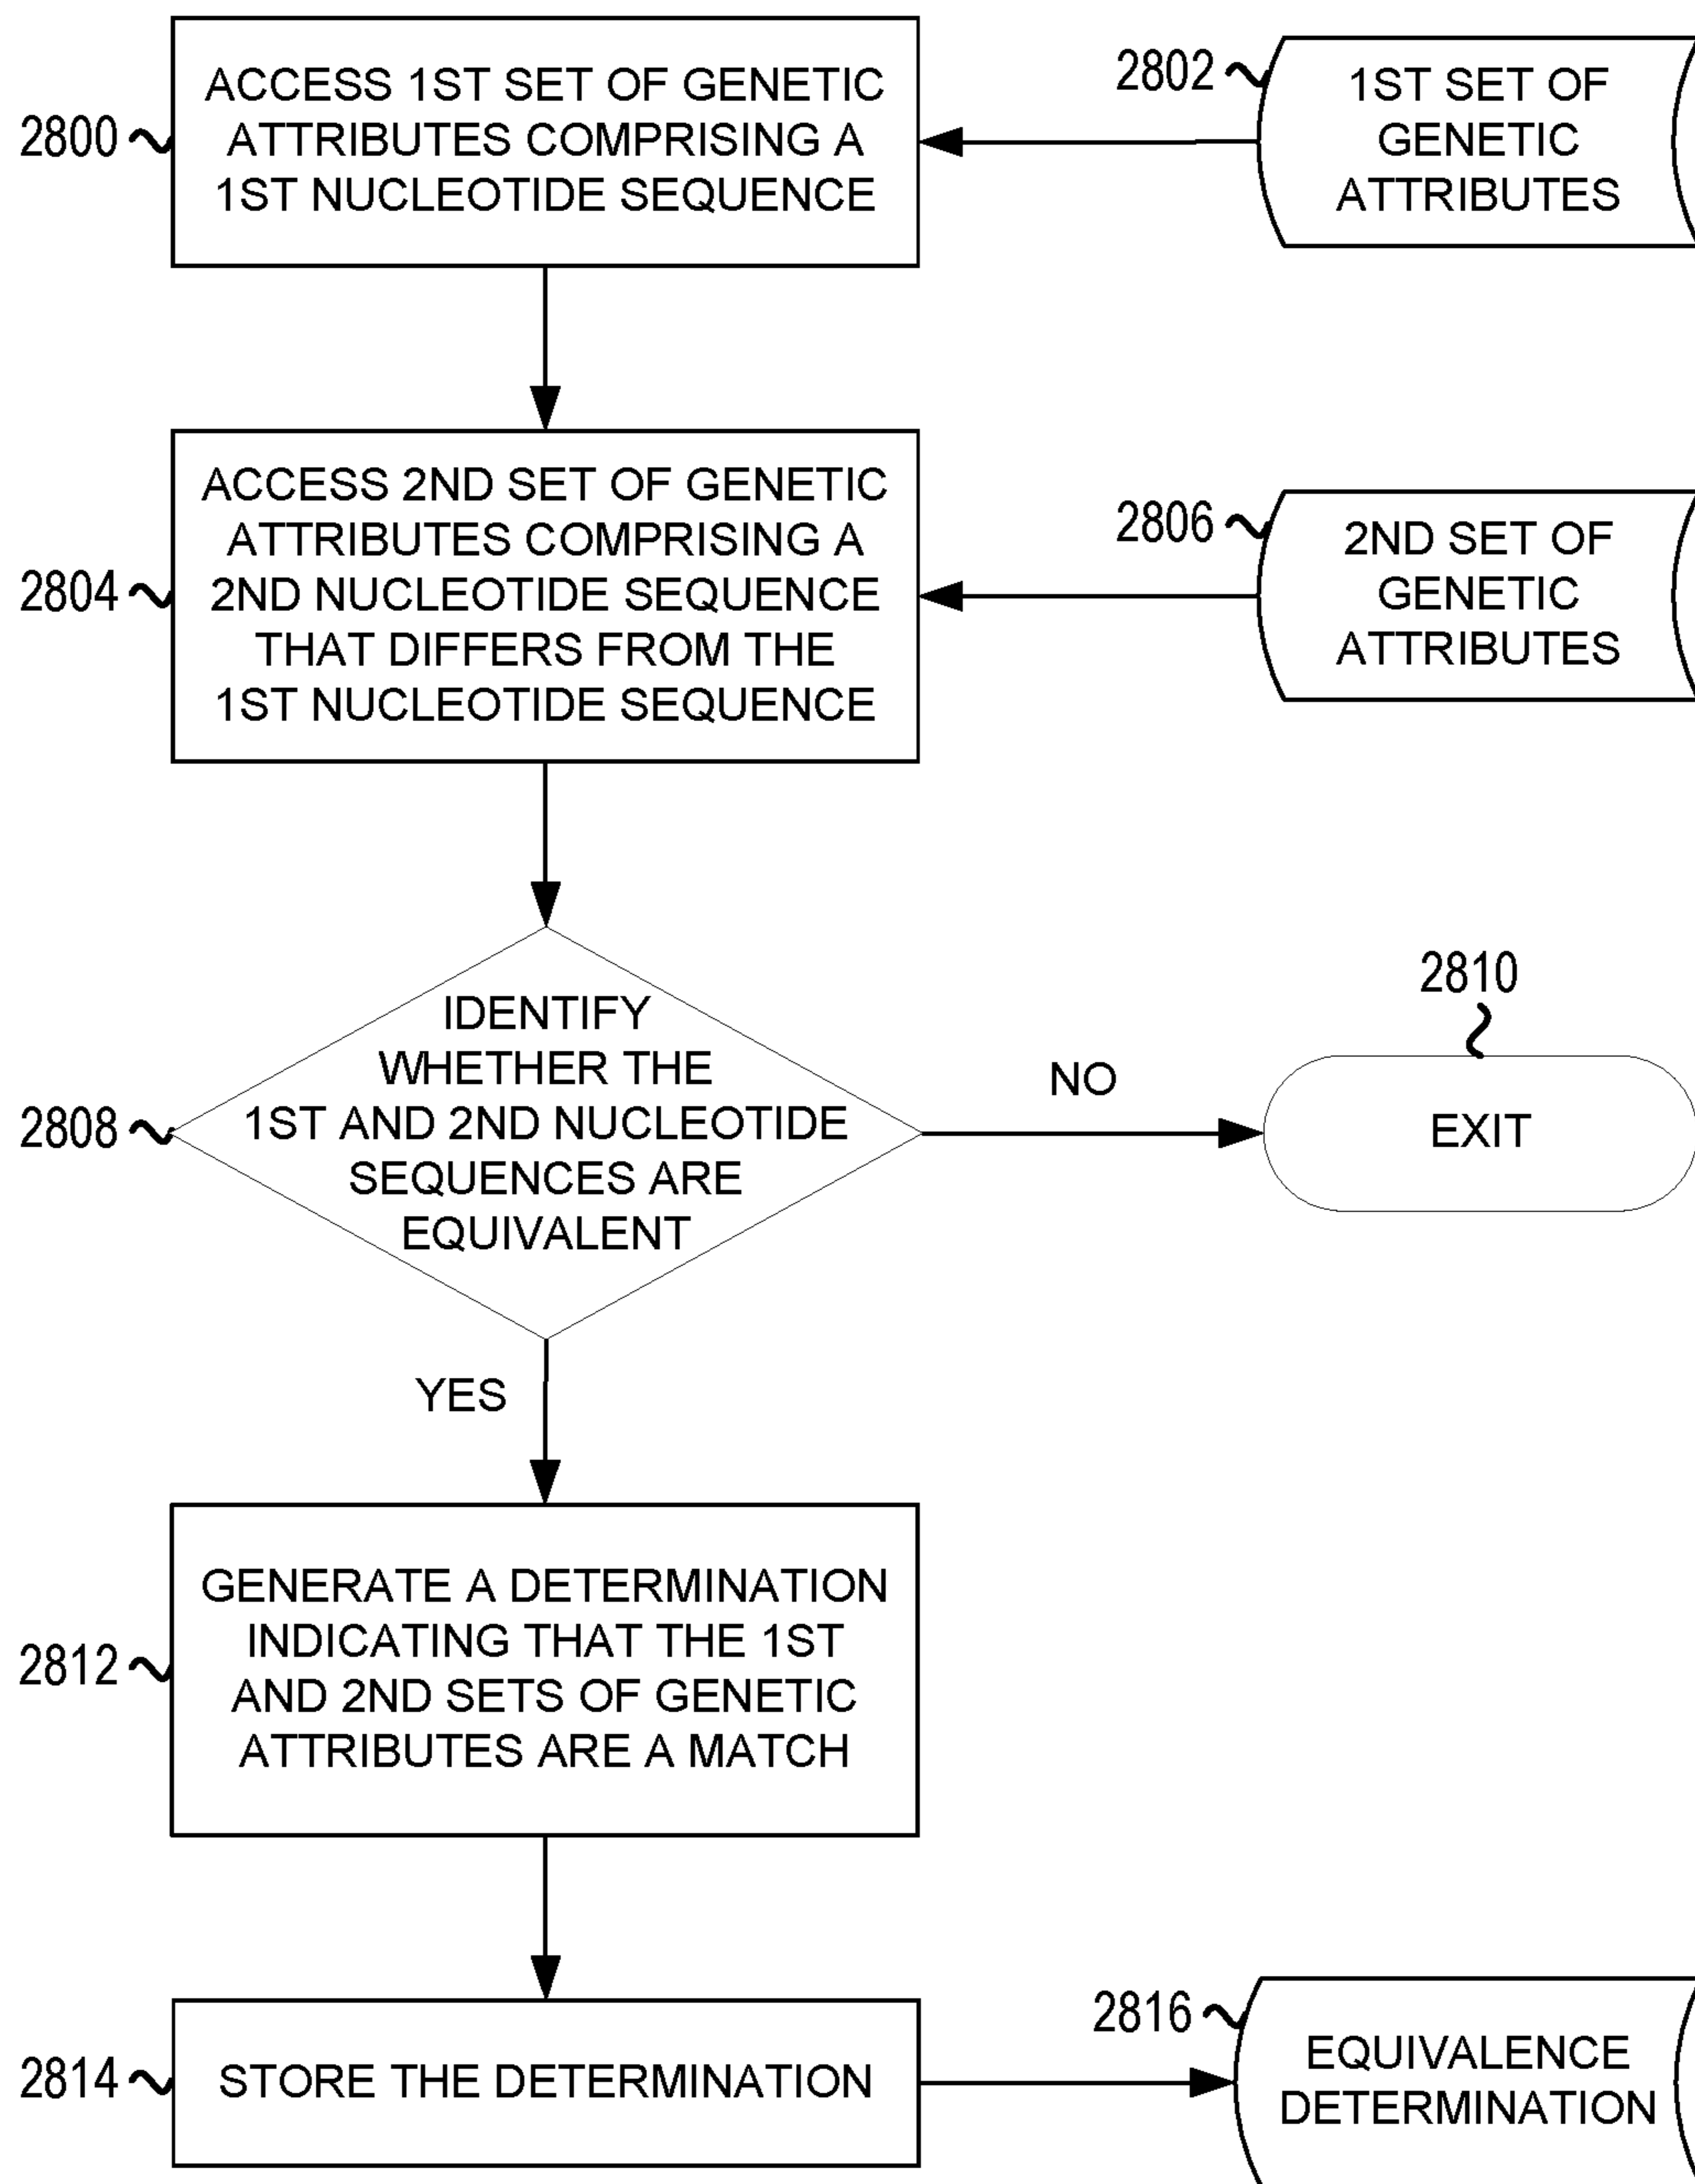 2800
ACCESS 1ST SET OF GENETIC
ATTRIBUTES COMPRISING A
1ST NUCLEOTIDE SEQUENCE
2802
1ST SET OF
GENETIC
ATTRIBUTES
2804
ACCESS 2ND SET OF GENETIC
ATTRIBUTES COMPRISING A
2ND NUCLEOTIDE SEQUENCE
THAT DIFFERS FROM THE
1ST NUCLEOTIDE SEQUENCE
2806
2ND SET OF
GENETIC
ATTRIBUTES
2808
IDENTIFY
WHETHER THE
1ST AND 2ND NUCLEOTIDE
SEQUENCES ARE
EQUIVALENT
NO
2810
EXIT
YES
2812
GENERATE A DETERMINATION
INDICATING THAT THE 1ST
AND 2ND SETS OF GENETIC
ATTRIBUTES ARE A MATCH
2814
STORE THE DETERMINATION
2816
EQUIVALENCE
DETERMINATION